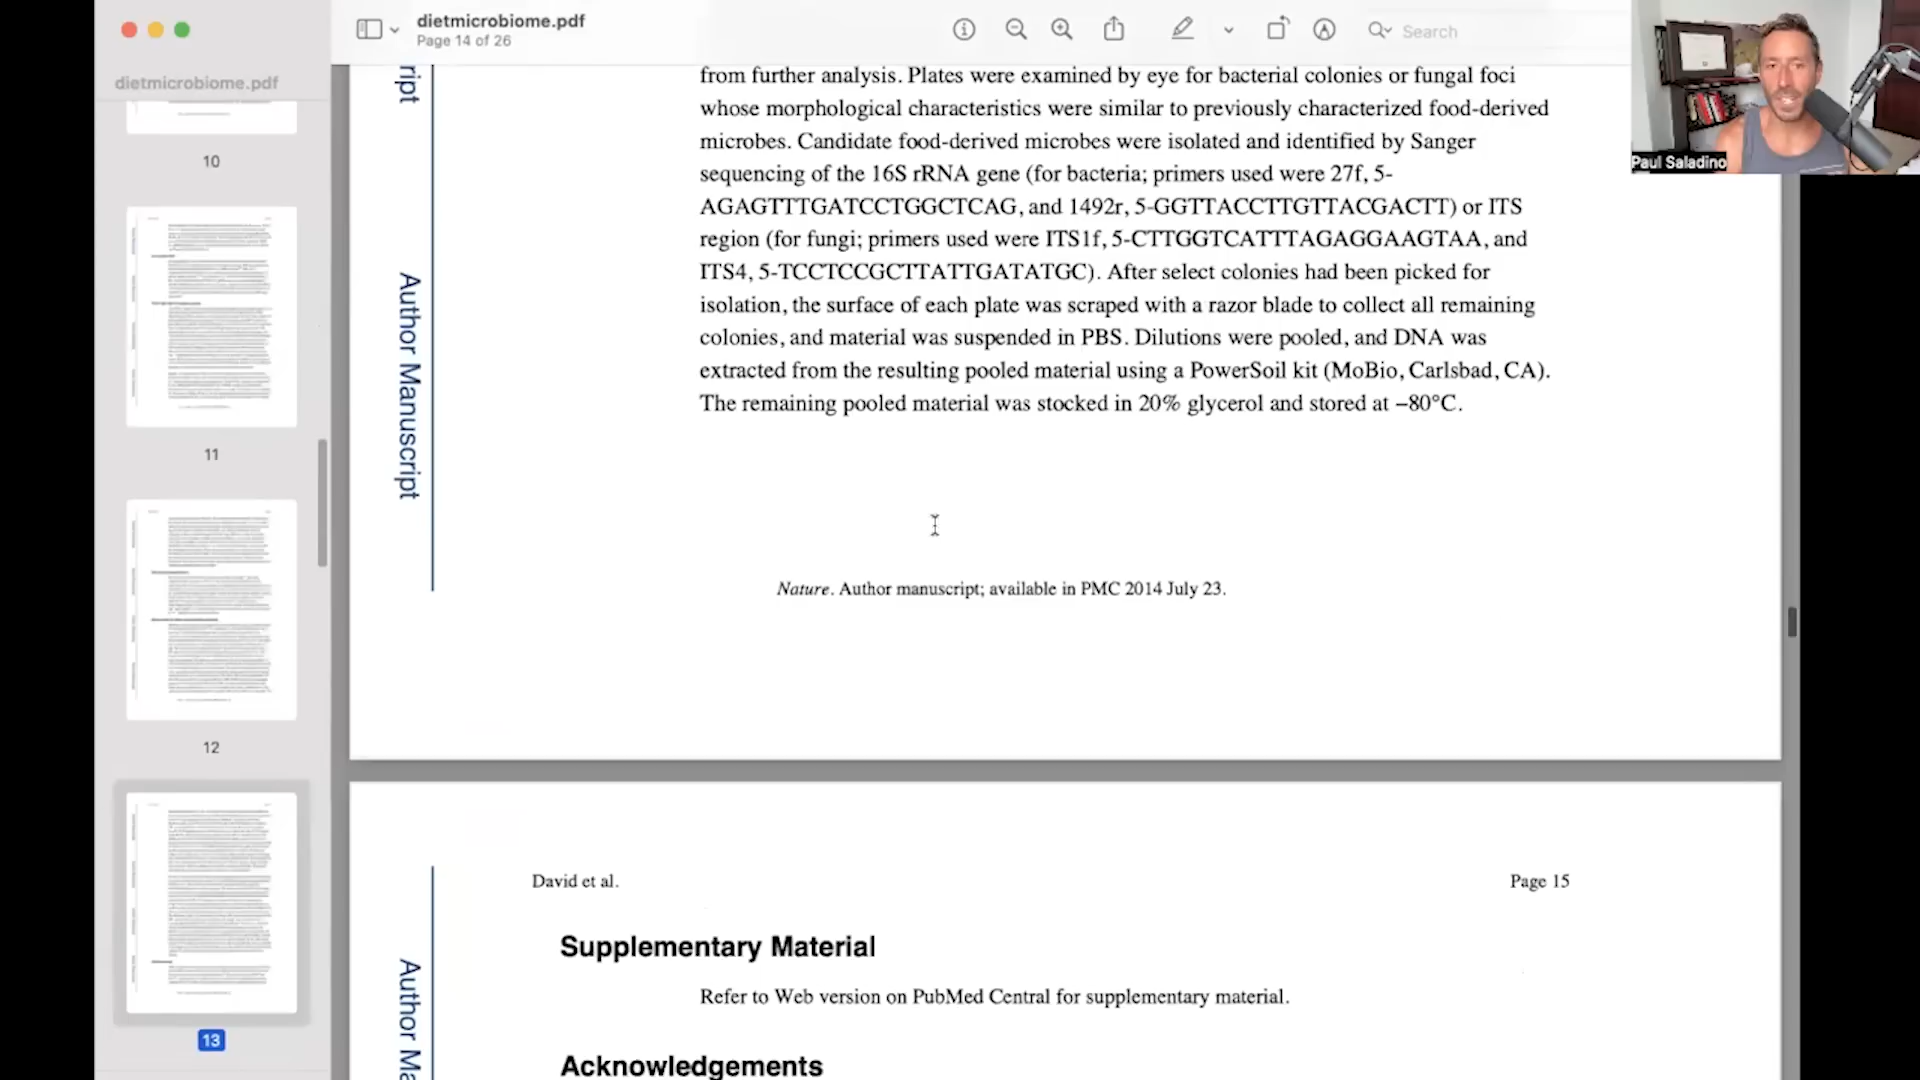 dietmicrobiome.pdf
Page 14 of 26
Search
Paul Saladino
dietmicrobiome.pdf
10
11
12
13
ript
Author Manuscript
from further analysis. Plates were examined by eye for bacterial colonies or fungal foci
whose morphological characteristics were similar to previously characterized food-derived
microbes. Candidate food-derived microbes were isolated and identified by Sanger
sequencing of the 16S rRNA gene (for bacteria; primers used were 27f, 5-
AGAGTTTGATCCTGGCTCAG, and 1492r, 5-GGTTACCTTGTTACGACTT) or ITS
region (for fungi; primers used were ITS1f, 5-CTTGGTCATTTAGAGGAAGTAA, and
ITS4, 5-TCCTCCGCTTATTGATATGC). After select colonies had been picked for
isolation, the surface of each plate was scraped with a razor blade to collect all remaining
colonies, and material was suspended in PBS. Dilutions were pooled, and DNA was
extracted from the resulting pooled material using a PowerSoil kit (MoBio, Carlsbad, CA).
The remaining pooled material was stocked in 20% glycerol and stored at −80°C.
Nature. Author manuscript; available in PMC 2014 July 23.
David et al.
Page 15
Author Ma
Supplementary Material
Refer to Web version on PubMed Central for supplementary material.
Acknowledgements